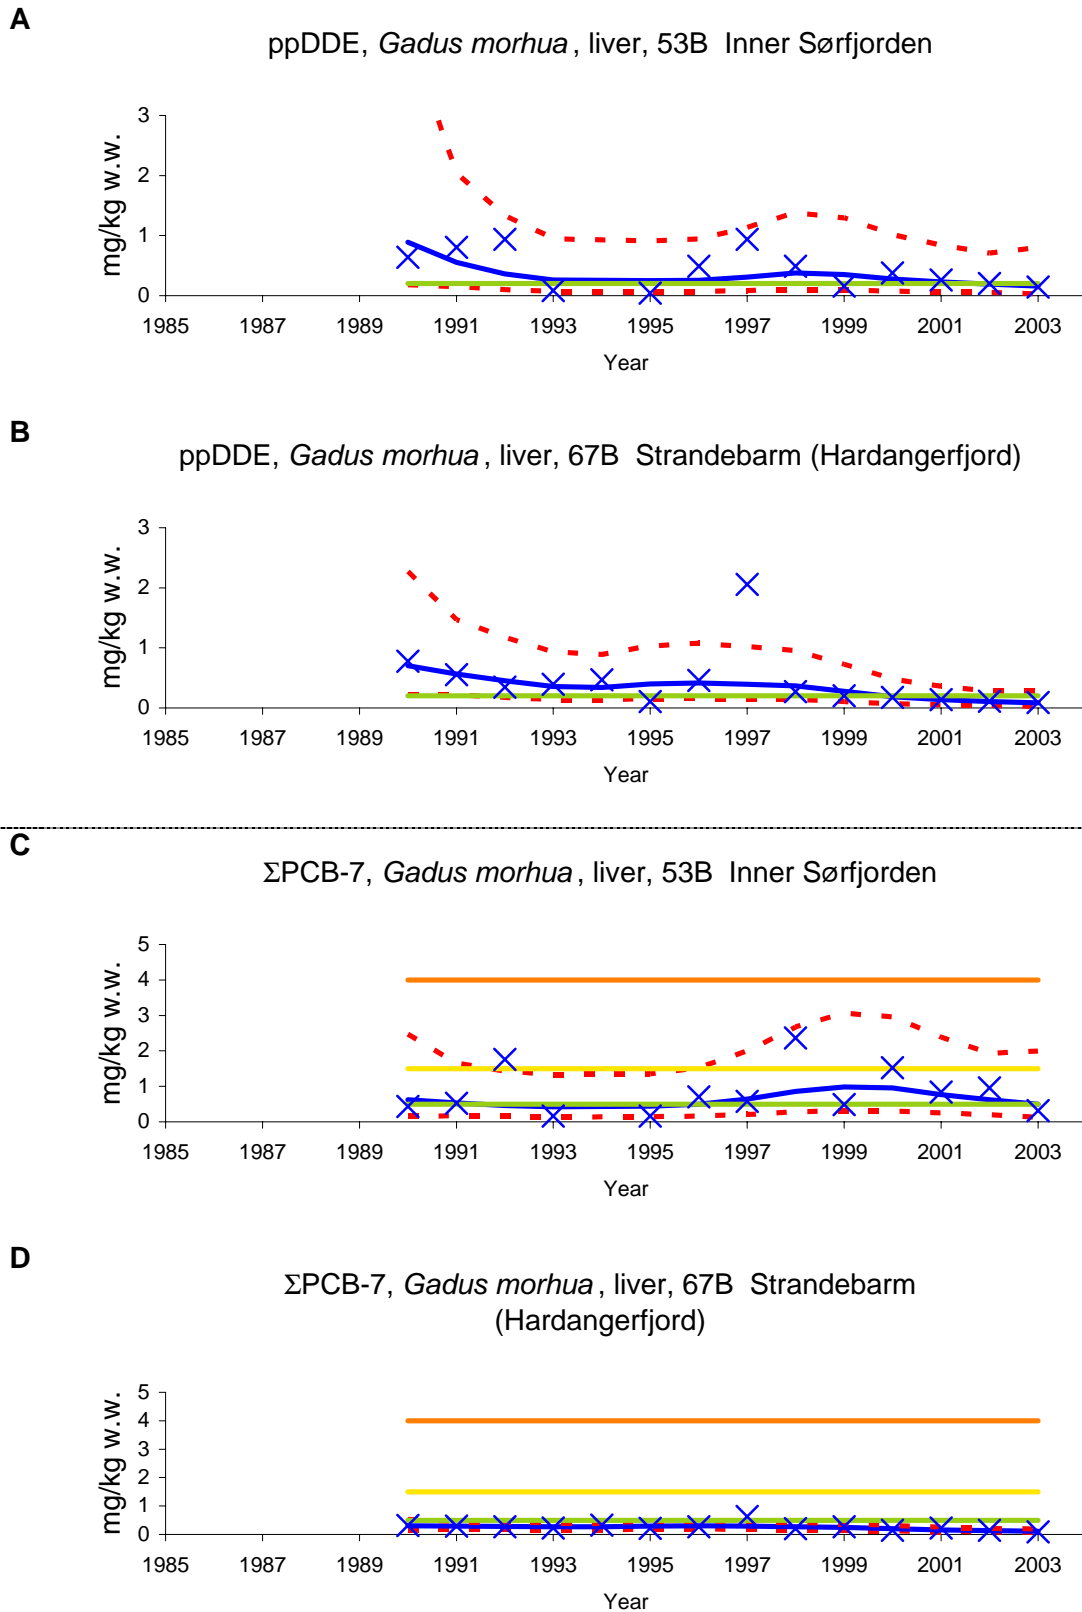 A
ppDDE, Gadus morhua, liver, 53B Inner Sørfjorden
mg/kg w.w.
3
2
1
0
1985 1987 1989 1991 1993 1995 1997 1999 2001 2003
Year
B
ppDDE, Gadus morhua, liver, 67B Strandebarm (Hardangerfjord)
mg/kg w.w.
3
2
1
0
1985 1987 1989 1991 1993 1995 1997 1999 2001 2003
Year
C
ΣPCB-7, Gadus morhua, liver, 53B Inner Sørfjorden
mg/kg w.w.
5
4
3
2
1
0
1985 1987 1989 1991 1993 1995 1997 1999 2001 2003
Year
D
ΣPCB-7, Gadus morhua, liver, 67B Strandebarm
(Hardangerfjord)
mg/kg w.w.
5
4
3
2
1
0
1985 1987 1989 1991 1993 1995 1997 1999 2001 2003
Year